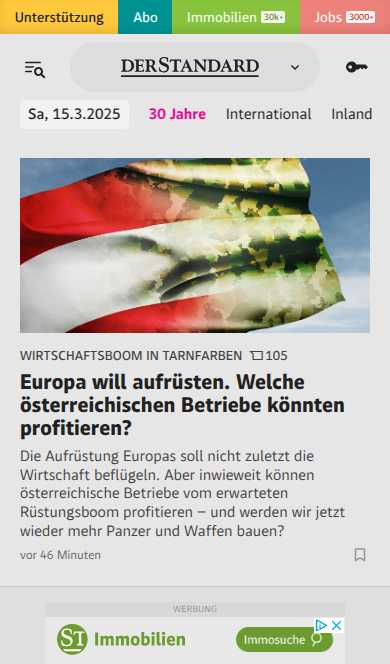 Unterstützung Abo Immobilien 30k+ Jobs 3000+
DERSTANDARD
Sa, 15.3.2025 30 Jahre International Inland
WIRTSCHAFTSBOOM IN TARNFARBEN 105
Europa will aufrüsten. Welche
österreichischen Betriebe könnten
profitieren?
Die Aufrüstung Europas soll nicht zuletzt die
Wirtschaft beflügeln. Aber inwieweit können
österreichische Betriebe vom erwarteten
Rüstungsboom profitieren – und werden wir jetzt
wieder mehr Panzer und Waffen bauen?
vor 46 Minuten
WERBUNG
ST Immobilien Immosuche